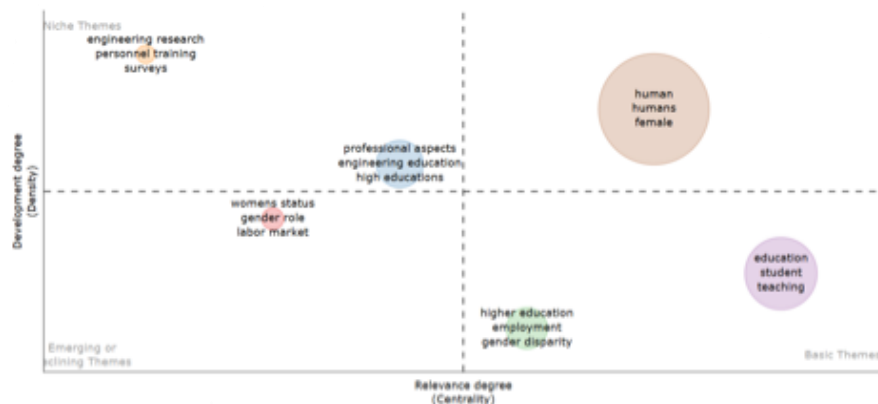 Niche Themes
engineering research
personnel training
surveys
human
humans
female
professional aspects
engineering education
high educations
womens status
gender role
labor market
education
student
teaching
higher education
employment
gender disparity
Emerging or
clining Themes
Basic Themes
Development degree
(Density)
Relevance degree
(Centrality)